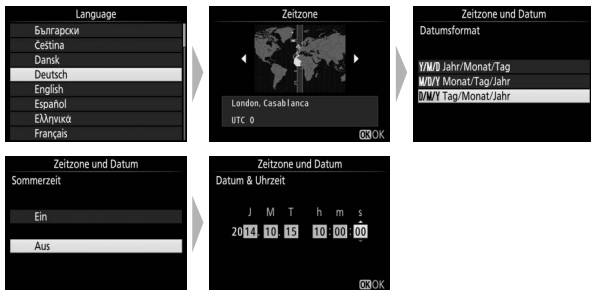 Language
Български
Čeština
Dansk
Deutsch
English
Español
Ελληνικά
Français
Zeitzone
London, Casablanca
UTC 0
OK OK
Zeitzone und Datum
Datumsformat
Y/M/D Jahr/Monat/Tag
M/D/Y Monat/Tag/Jahr
D/M/Y Tag/Monat/Jahr
Zeitzone und Datum
Sommerzeit
Ein
Aus
Zeitzone und Datum
Datum & Uhrzeit
J M T h m s
2014. 10. 15 10:00:00
OK OK